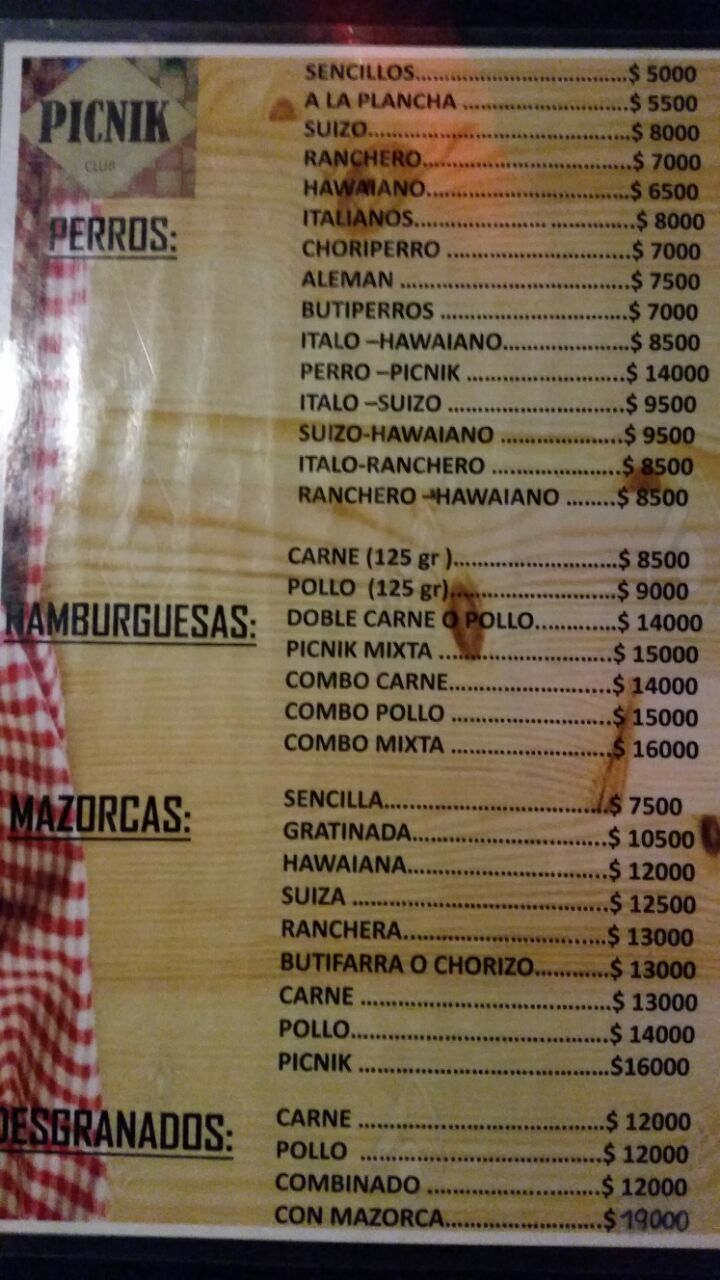 PICNIK
CLUB
PERROS:
SENCILLOS........................$ 5000
A LA PLANCHA ........................$ 5500
SUIZO........................$ 8000
RANCHERO........................$ 7000
HAWAIANO........................$ 6500
ITALIANOS........................$ 8000
CHORIPERRO ........................$ 7000
ALEMAN ........................$ 7500
BUTIPERROS ........................$ 7000
ITALO –HAWAIANO........................$ 8500
PERRO –PICNIK ........................$ 14000
ITALO –SUIZO ........................$ 9500
SUIZO-HAWAIANO ........................$ 9500
ITALO-RANCHERO ........................$ 8500
RANCHERO –HAWAIANO ........$ 8500
HAMBURGUESAS:
CARNE (125 gr )........................$ 8500
POLLO (125 gr)........................$ 9000
DOBLE CARNE O POLLO.............$ 14000
PICNIK MIXTA ........................$ 15000
COMBO CARNE........................$ 14000
COMBO POLLO ........................$ 15000
COMBO MIXTA ........................$ 16000
MAZORCAS:
SENCILLA........................$ 7500
GRATINADA........................$ 10500
HAWAIANA........................$ 12000
SUIZA ........................$ 12500
RANCHERA........................$ 13000
BUTIFARRA O CHORIZO...........$ 13000
CARNE ........................$ 13000
POLLO........................$ 14000
PICNIK ........................$16000
DESGRANADOS:
CARNE ........................$ 12000
POLLO ........................$ 12000
COMBINADO ........................$ 12000
CON MAZORCA........................$